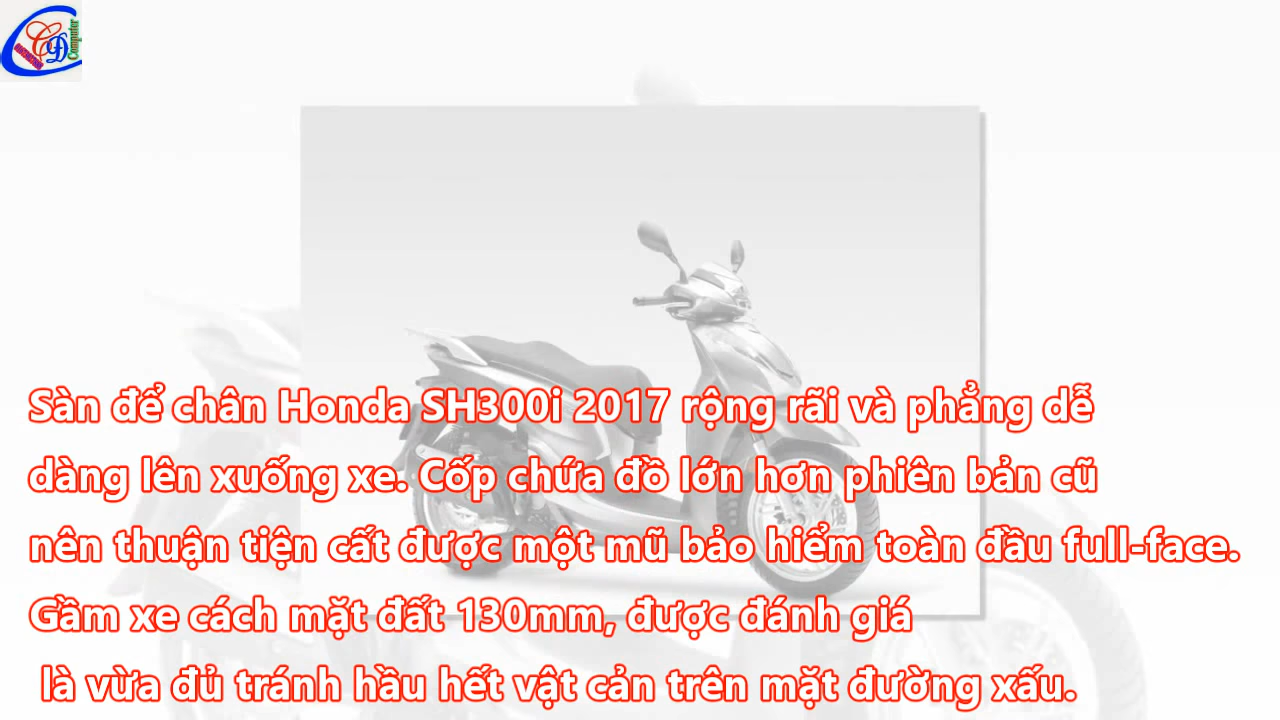 Computer
Sàn để chân Honda SH300i 2017 rộng rãi và phẳng dễ
dàng lên xuống xe. Cốp chứa đồ lớn hơn phiên bản cũ
nên thuận tiện cất được một mũ bảo hiểm toàn đầu full-face.
Gầm xe cách mặt đất 130mm, được đánh giá
là vừa đủ tránh hầu hết vật cản trên mặt đường xấu.